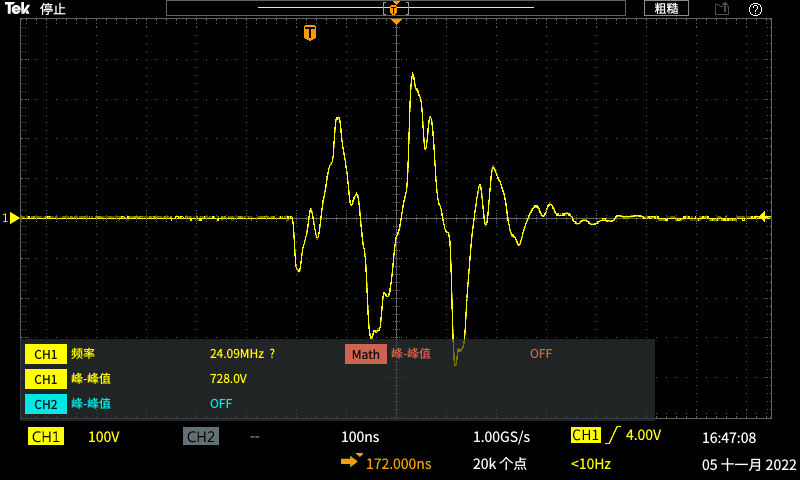 Tek 停止 T 粗糙 ?
T
1
CH1 频率 24.09MHz ? Math 峰-峰值 OFF
CH1 峰-峰值 728.0V
CH2 峰-峰值 OFF
CH1 100V CH2 -- 100ns 1.00GS/s CH1 4.00V 16:47:08
172.000ns 20k 个点 <10Hz 05 十一月 2022